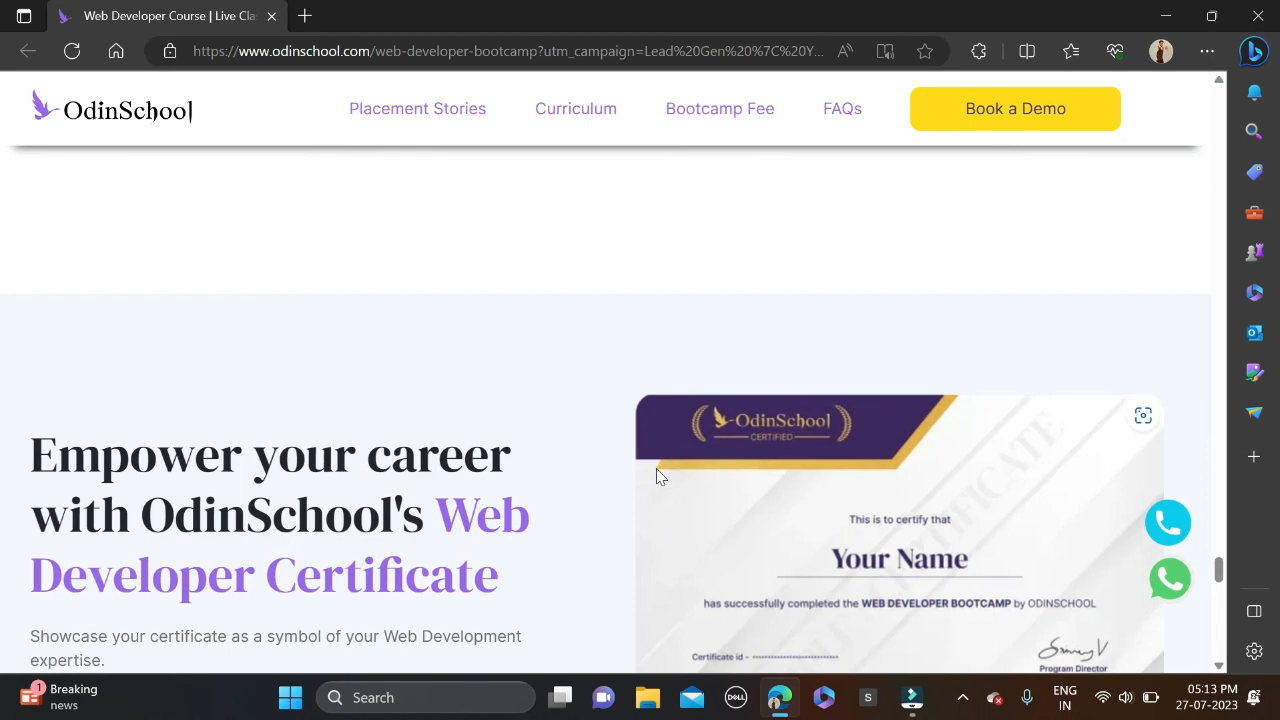 Web Developer Course | Live Cla
https://www.odinschool.com/web-developer-bootcamp?utm_campaign=Lead%20Gen%20%7C%20Y...
OdinSchool
Placement Stories
Curriculum
Bootcamp Fee
FAQs
Book a Demo
Empower your career
with OdinSchool's Web
Developer Certificate
Showcase your certificate as a symbol of your Web Development
expertise.
OdinSchool
CERTIFIED
CERTIFICATE
This is to certify that
Your Name
has successfully completed the WEB DEVELOPER BOOTCAMP by ODINSCHOOL
Certificate id - ••••••••••••••••••••
Program Director
1
Breaking
news
Search
DELL
S
ENG
IN
05:13 PM
27-07-2023